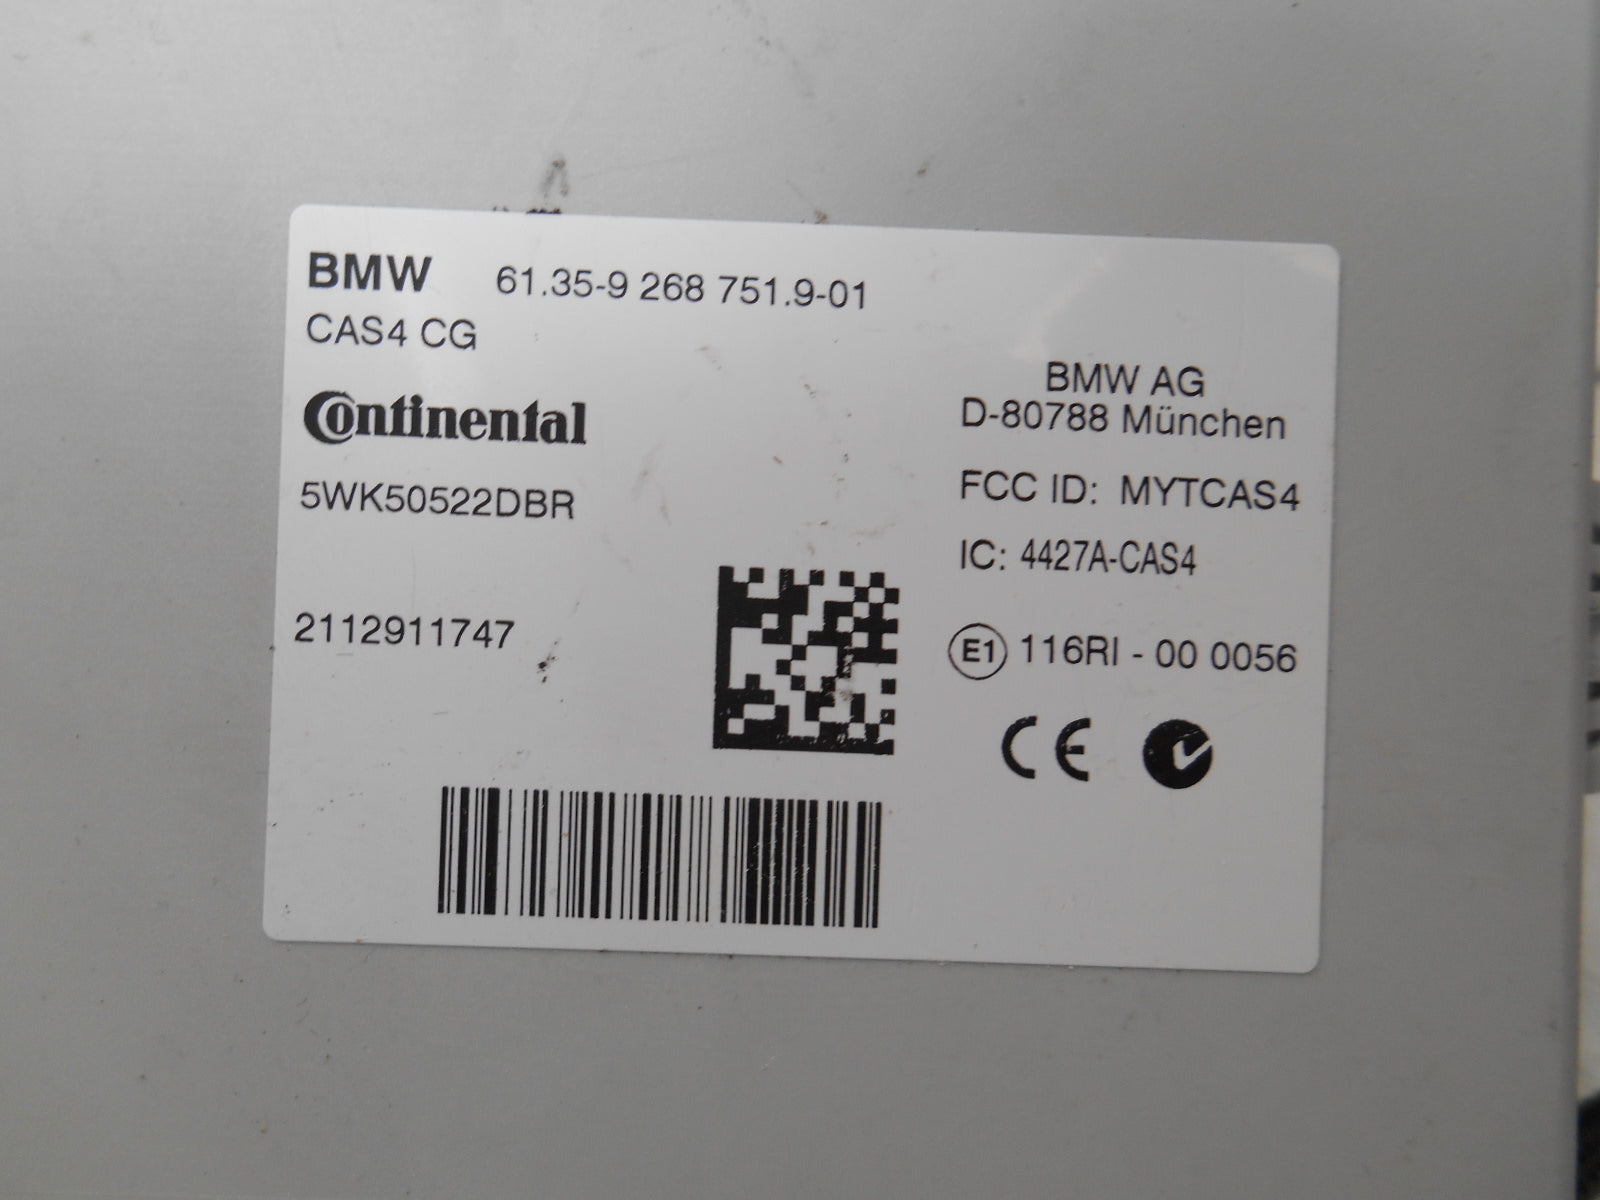 BMW 61.35-9 268 751.9-01
CAS4 CG
Continental
5WK50522DBR
2112911747
BMW AG
D-80788 München
FCC ID: MYTCAS4
IC: 4427A-CAS4
E1 116RI - 00 0056
CE